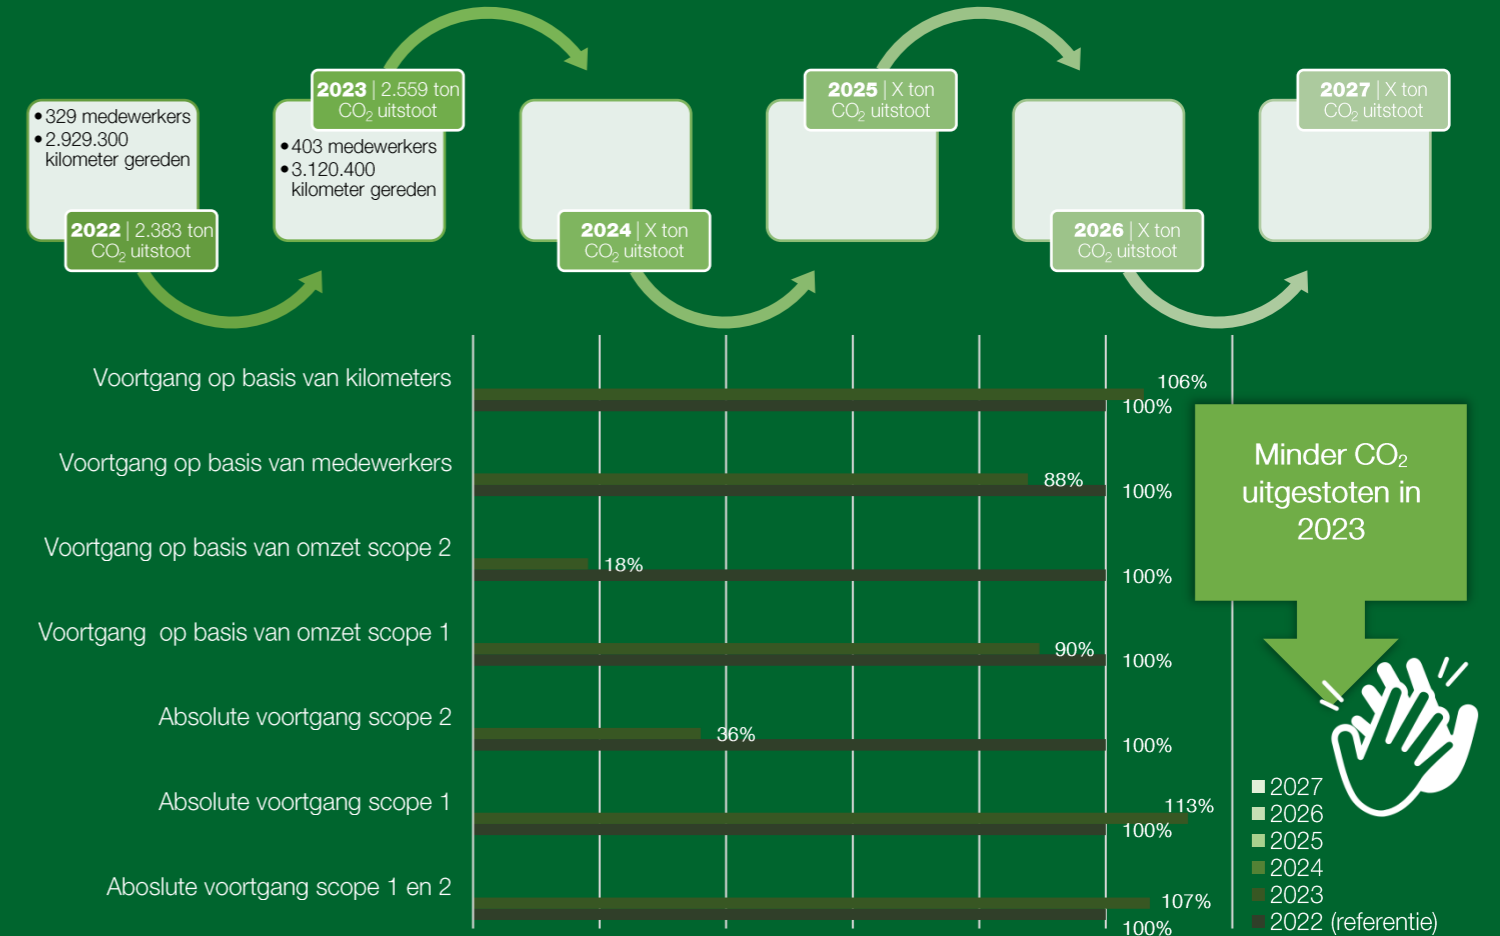 • 329 medewerkers
• 2.929.300
kilometer gereden
2022 | 2.383 ton
CO₂ uitstoot
2023 | 2.559 ton
CO₂ uitstoot
• 403 medewerkers
• 3.120.400
kilometer gereden
2024 | X ton
CO₂ uitstoot
2025 | X ton
CO₂ uitstoot
2026 | X ton
CO₂ uitstoot
2027 | X ton
CO₂ uitstoot
Voortgang op basis van kilometers
106%
100%
Voortgang op basis van medewerkers
88%
100%
Voortgang op basis van omzet scope 2
18%
100%
Voortgang  op basis van omzet scope 1
90%
100%
Absolute voortgang scope 2
36%
100%
Absolute voortgang scope 1
113%
100%
Aboslute voortgang scope 1 en 2
107%
100%
Minder CO₂
uitgestoten in
2023
2027
2026
2025
2024
2023
2022 (referentie)